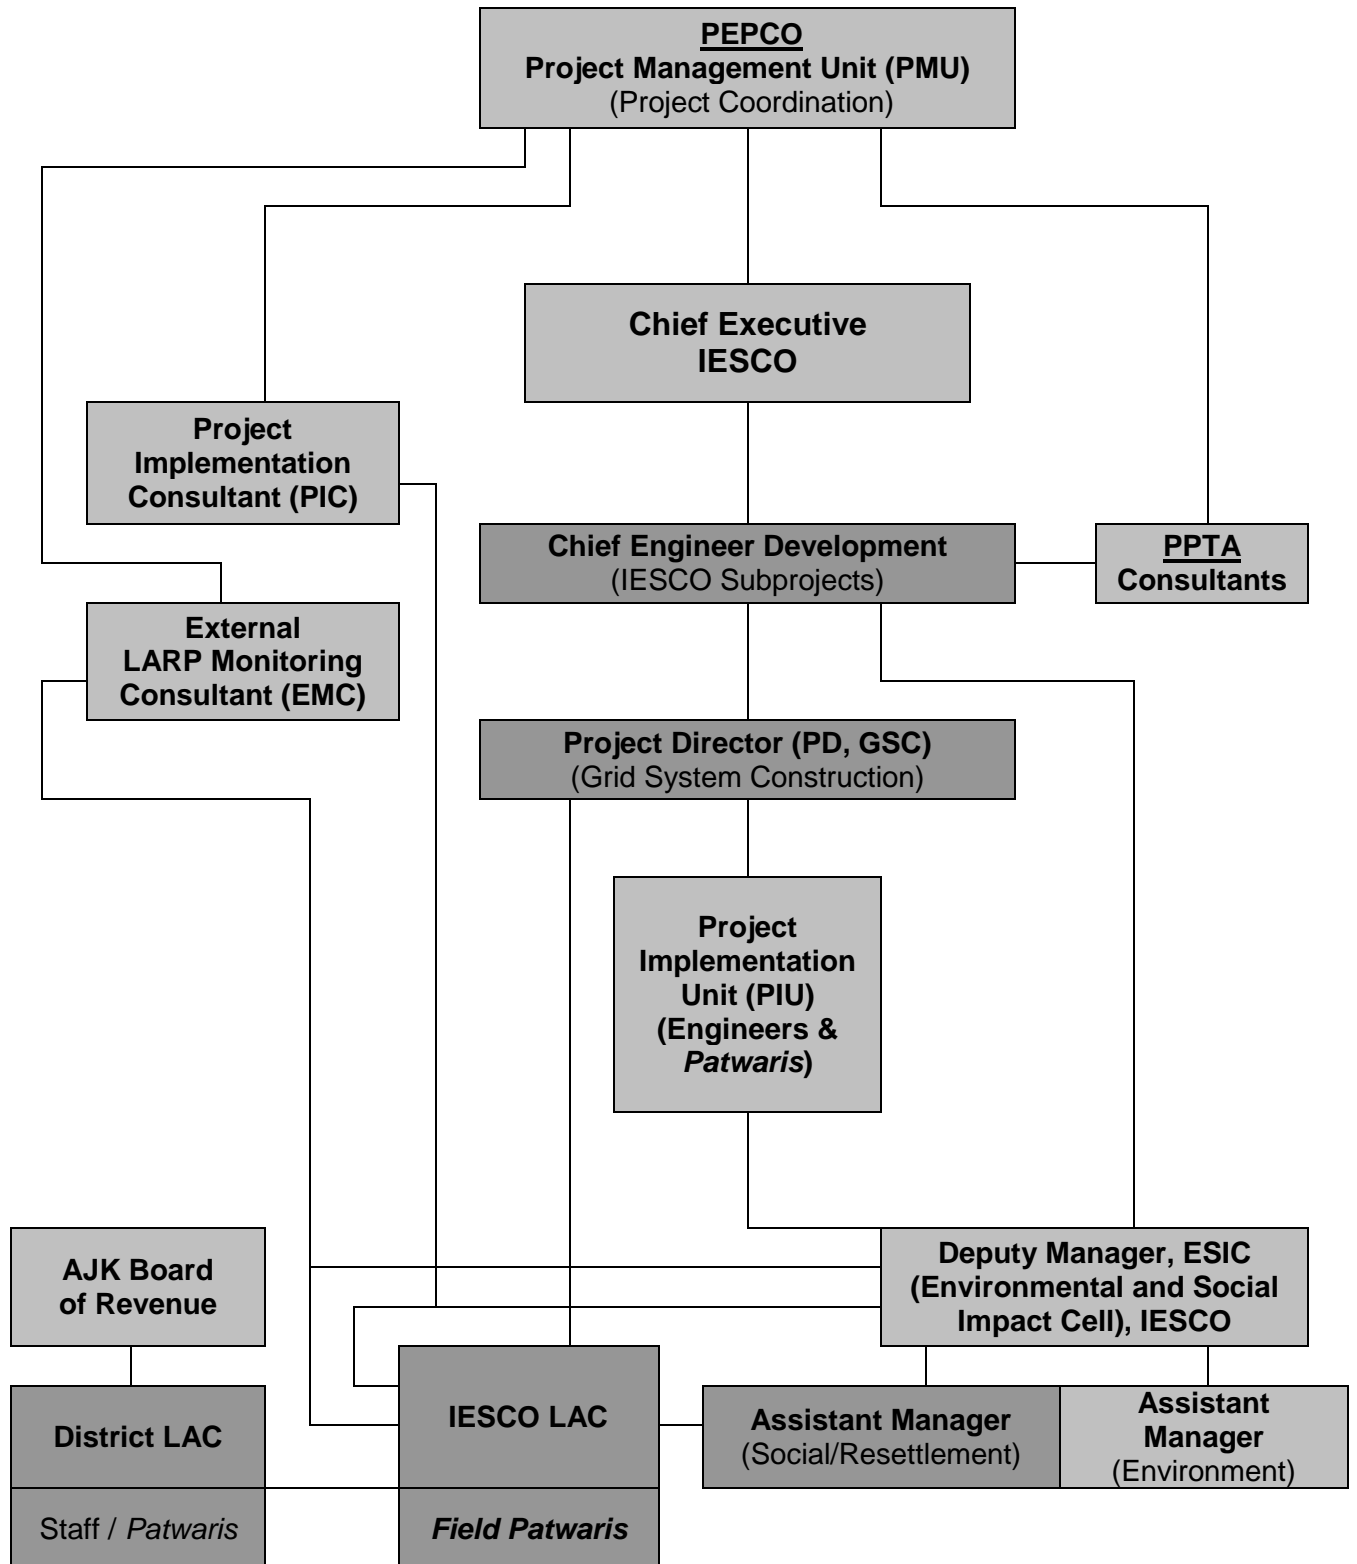 PEPCO
Project Management Unit (PMU)
(Project Coordination)
Chief Executive
IESCO
Project
Implementation
Consultant (PIC)
Chief Engineer Development
(IESCO Subprojects)
PPTA
Consultants
External
LARP Monitoring
Consultant (EMC)
Project Director (PD, GSC)
(Grid System Construction)
Project
Implementation
Unit (PIU)
(Engineers &
Patwaris)
AJK Board
of Revenue
Deputy Manager, ESIC
(Environmental and Social
Impact Cell), IESCO
District LAC
IESCO LAC
Assistant Manager
(Social/Resettlement)
Assistant
Manager
(Environment)
Staff / Patwaris
Field Patwaris